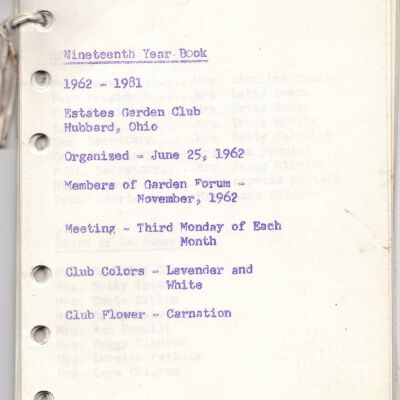 Nineteenth Year Book
1962 - 1981
Estates Garden Club
Hubbard, Ohio
Organized - June 25, 1962
Members of Garden Forum -
November, 1962
Meeting - Third Monday of Each
Month
Club Colors - Lavender and
White
Club Flower - Carnation